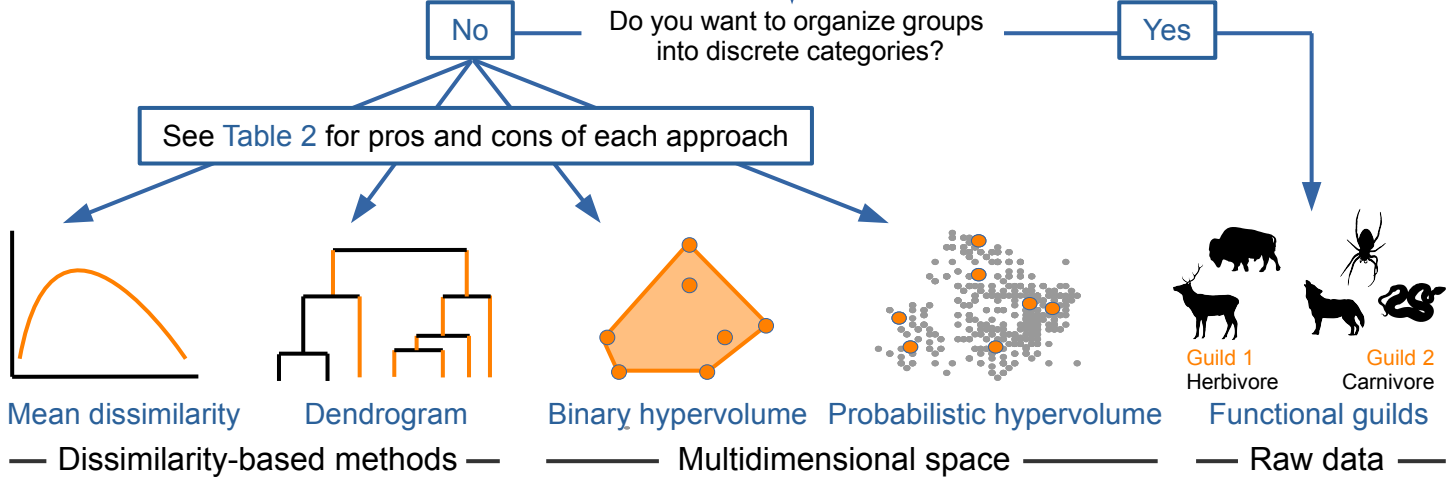 No
Do you want to organize groups
into discrete categories?
Yes
See Table 2 for pros and cons of each approach
Guild 1
Herbivore
Guild 2
Carnivore
Mean dissimilarity
Dendrogram
Binary hypervolume
Probabilistic hypervolume
Functional guilds
Dissimilarity-based methods
Multidimensional space
Raw data